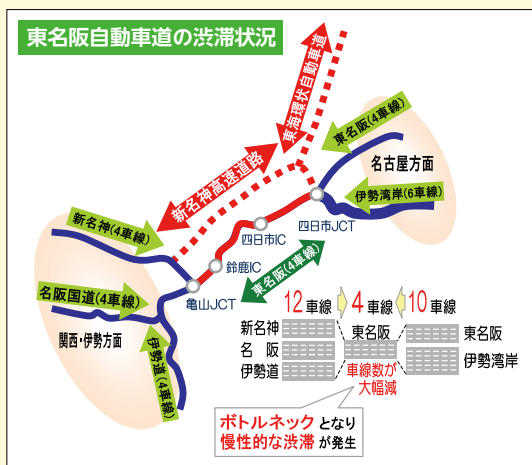 東名阪自動車道の渋滞状況
東海環状自動車道
東名阪(4車線)
名古屋方面
新名神高速道路
伊勢湾岸(6車線)
新名神(4車線)
四日市JCT
四日市IC
鈴鹿IC
東名阪(4車線)
名阪国道(4車線)
亀山JCT
関西・伊勢方面
伊勢道(4車線)
12車線 4車線 10車線
新名神 東名阪 東名阪
名 阪
伊勢道 伊勢湾岸
車線数が
大幅減
ボトルネックとなり
慢性的な渋滞が発生